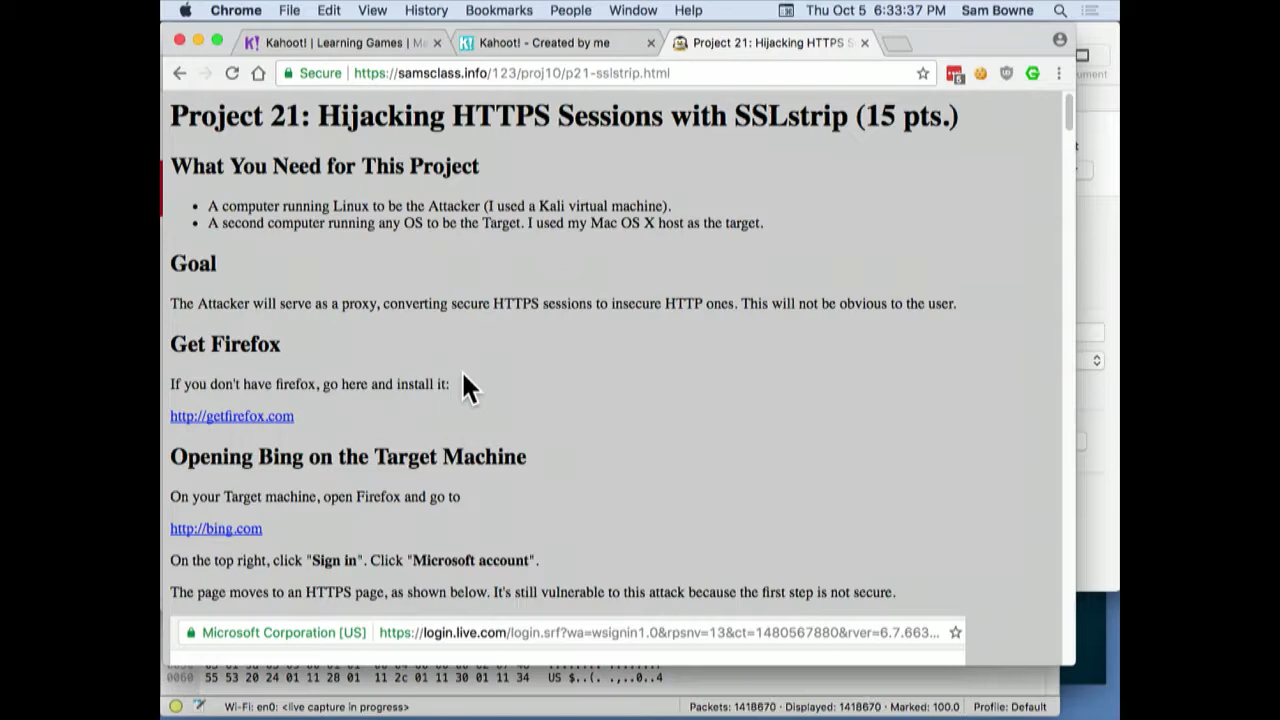 Chrome File Edit View History Bookmarks People Window Help Thu Oct 5 6:33:37 PM Sam Bowne
Kahoot! | Learning Games | Ma
Kahoot! - Created by me
Project 21: Hijacking HTTPS S
Secure | https://samsclass.info/123/proj10/p21-sslstrip.html
Project 21: Hijacking HTTPS Sessions with SSLstrip (15 pts.)
What You Need for This Project
• A computer running Linux to be the Attacker (I used a Kali virtual machine).
• A second computer running any OS to be the Target. I used my Mac OS X host as the target.
Goal
The Attacker will serve as a proxy, converting secure HTTPS sessions to insecure HTTP ones. This will not be obvious to the user.
Get Firefox
If you don't have firefox, go here and install it:
http://getfirefox.com
Opening Bing on the Target Machine
On your Target machine, open Firefox and go to
http://bing.com
On the top right, click "Sign in". Click "Microsoft account".
The page moves to an HTTPS page, as shown below. It's still vulnerable to this attack because the first step is not secure.
Microsoft Corporation [US] | https://login.live.com/login.srf?wa=wsignin1.0&rpsnv=13&ct=1480567880&rver=6.7.663...
0060 55 53 20 24 01 11 28 01 11 2c 01 11 30 01 11 34 US $..(. .,..0..4
Wi-Fi: en0: <live capture in progress> Packets: 1418670 · Displayed: 1418670 · Marked: 100.0 Profile: Default